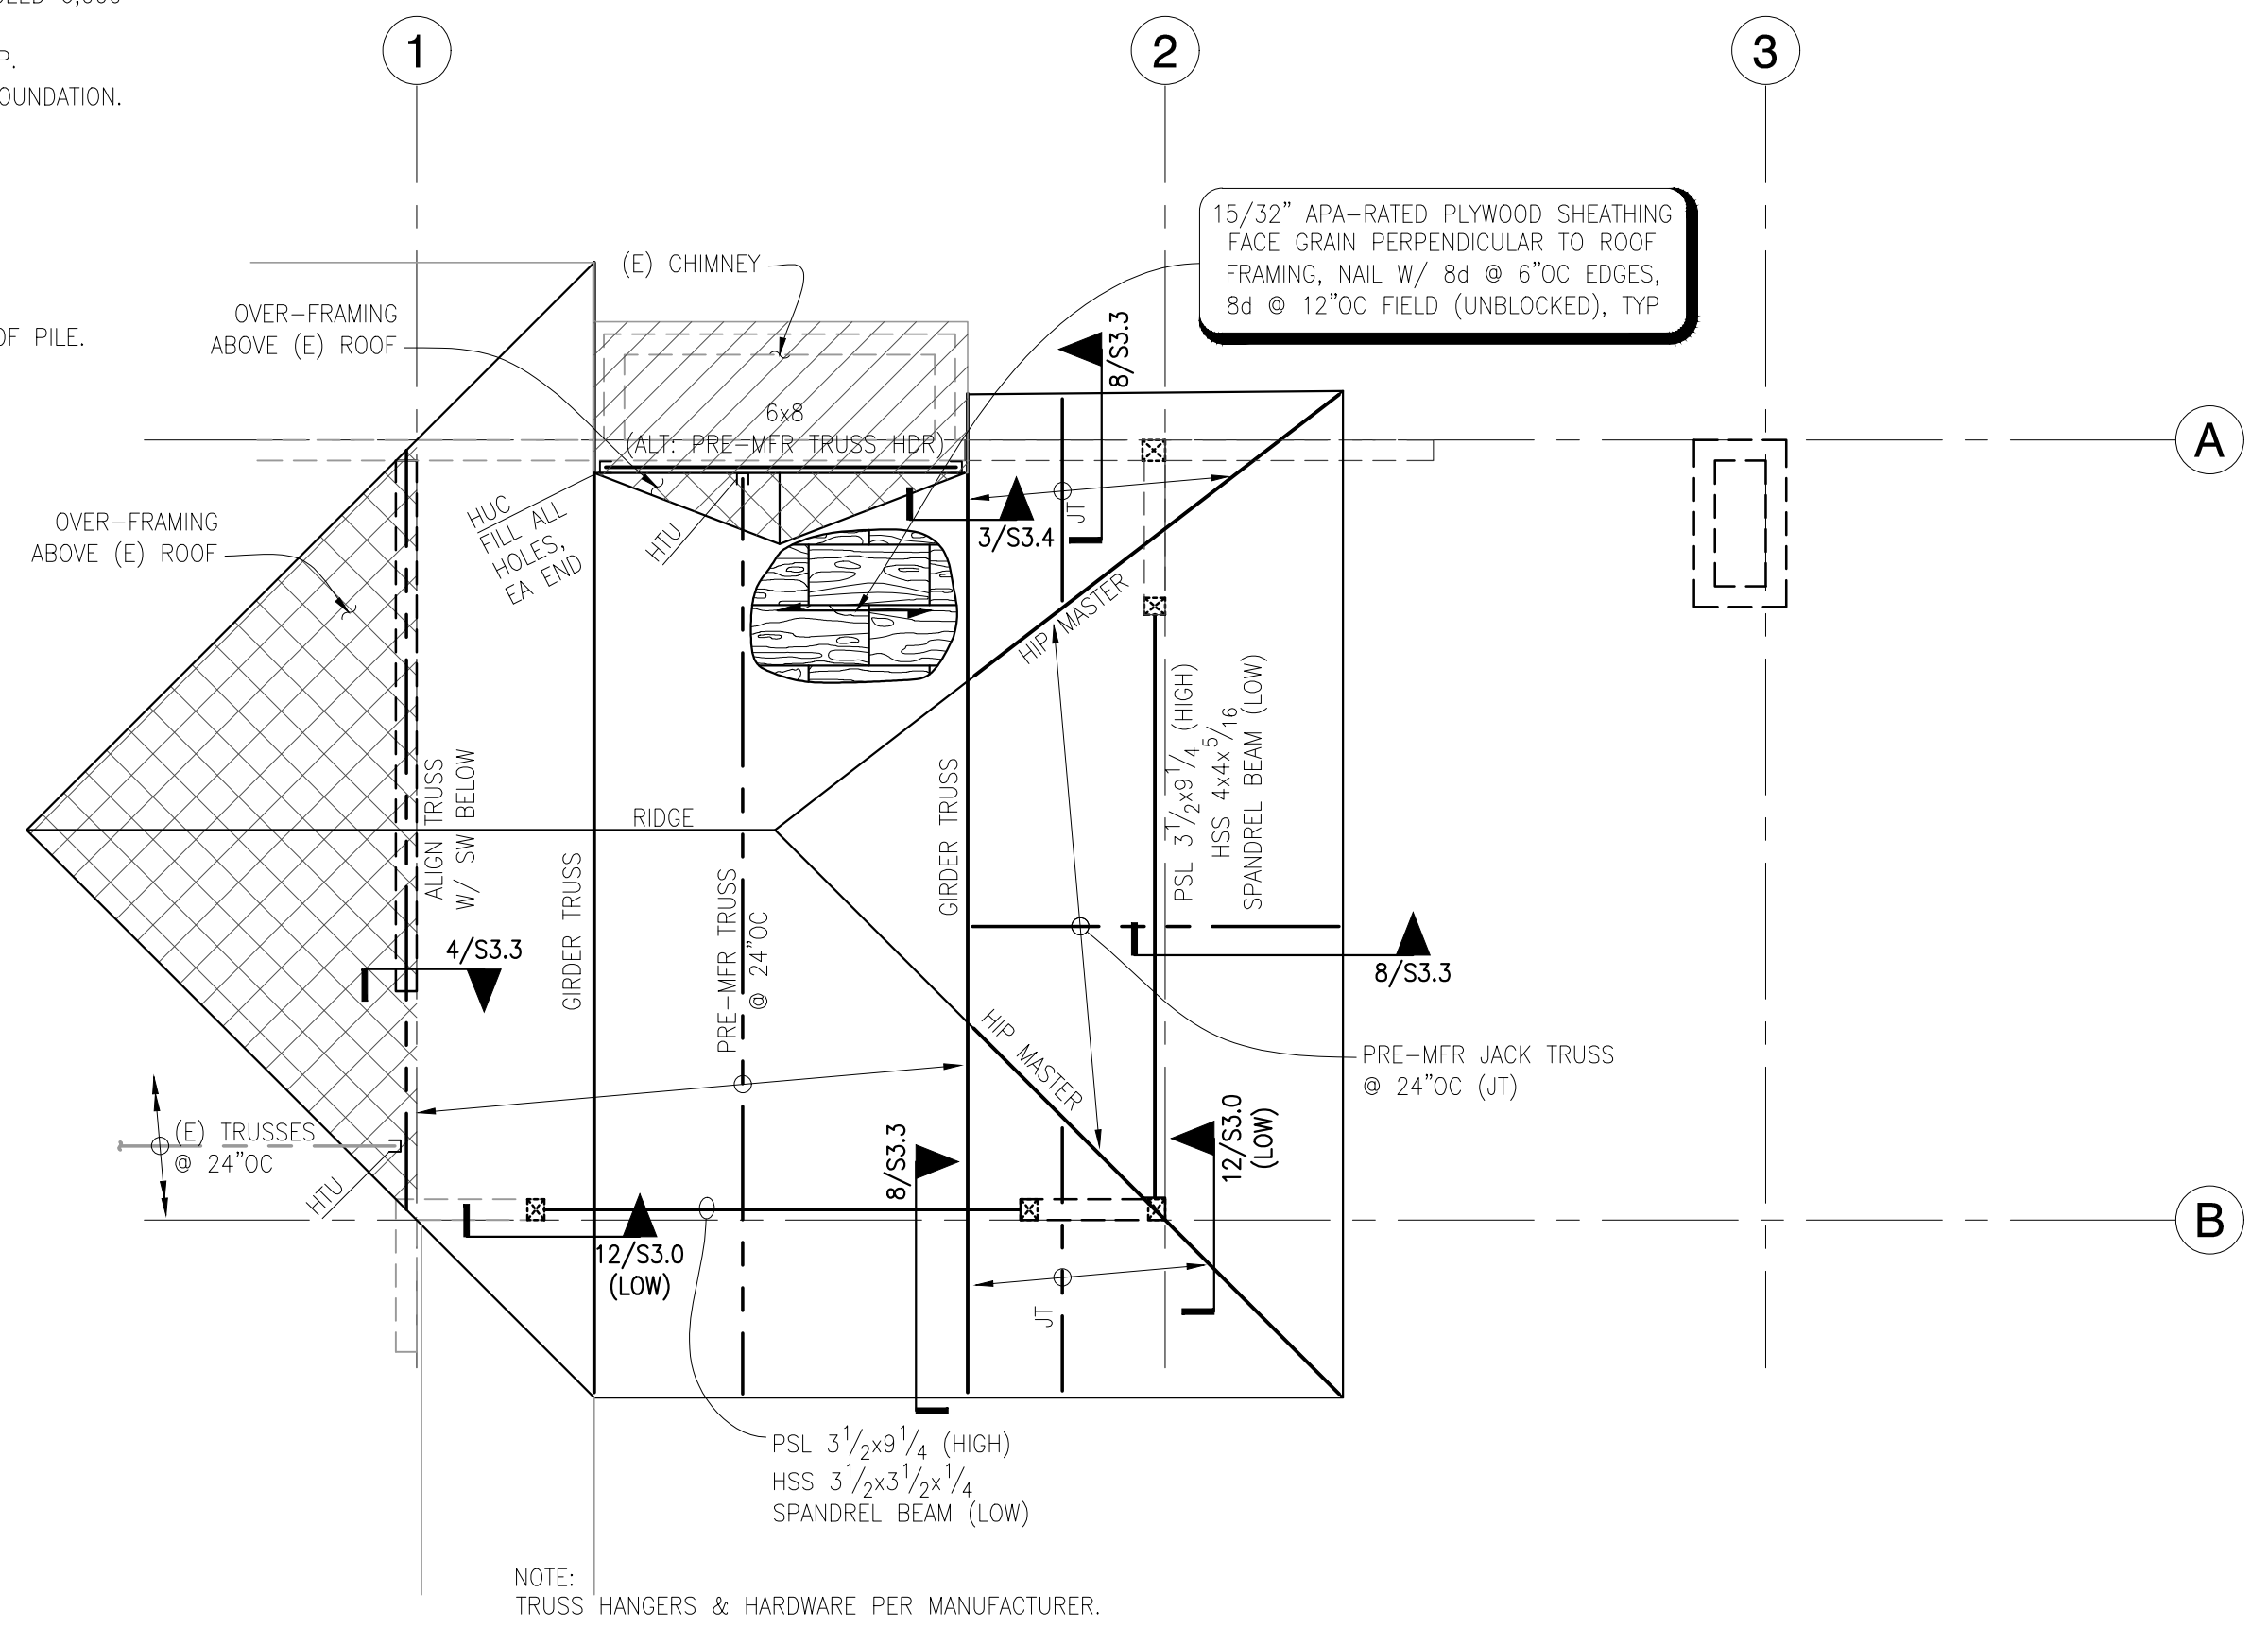 1
2
3
P.
OUNDATION.
OF PILE.
15/32" APA-RATED PLYWOOD SHEATHING
FACE GRAIN PERPENDICULAR TO ROOF
FRAMING, NAIL W/ 8d @ 6"OC EDGES,
8d @ 12"OC FIELD (UNBLOCKED), TYP
(E) CHIMNEY
OVER-FRAMING
ABOVE (E) ROOF
8/S3.3
6x8
(ALT: PRE-MFR TRUSS HDR)
A
OVER-FRAMING
ABOVE (E) ROOF
HUC
FILL ALL
HOLES,
EA END
HTU
3/S3.4
JT
HIP MASTER
ALIGN TRUSS
W/ SW BELOW
RIDGE
GIRDER TRUSS
GIRDER TRUSS
PRE-MFR TRUSS
@ 24"OC
PSL 3 1/2x9 1/4 (HIGH)
HSS 4x4x5/16
SPANDREL BEAM (LOW)
4/S3.3
8/S3.3
HIP MASTER
PRE-MFR JACK TRUSS
@ 24"OC (JT)
(E) TRUSSES
@ 24"OC
HTU
8/S3.3
12/S3.0
(LOW)
B
12/S3.0
(LOW)
JT
PSL 3 1/2x9 1/4 (HIGH)
HSS 3 1/2x3 1/2x1/4
SPANDREL BEAM (LOW)
NOTE:
TRUSS HANGERS & HARDWARE PER MANUFACTURER.